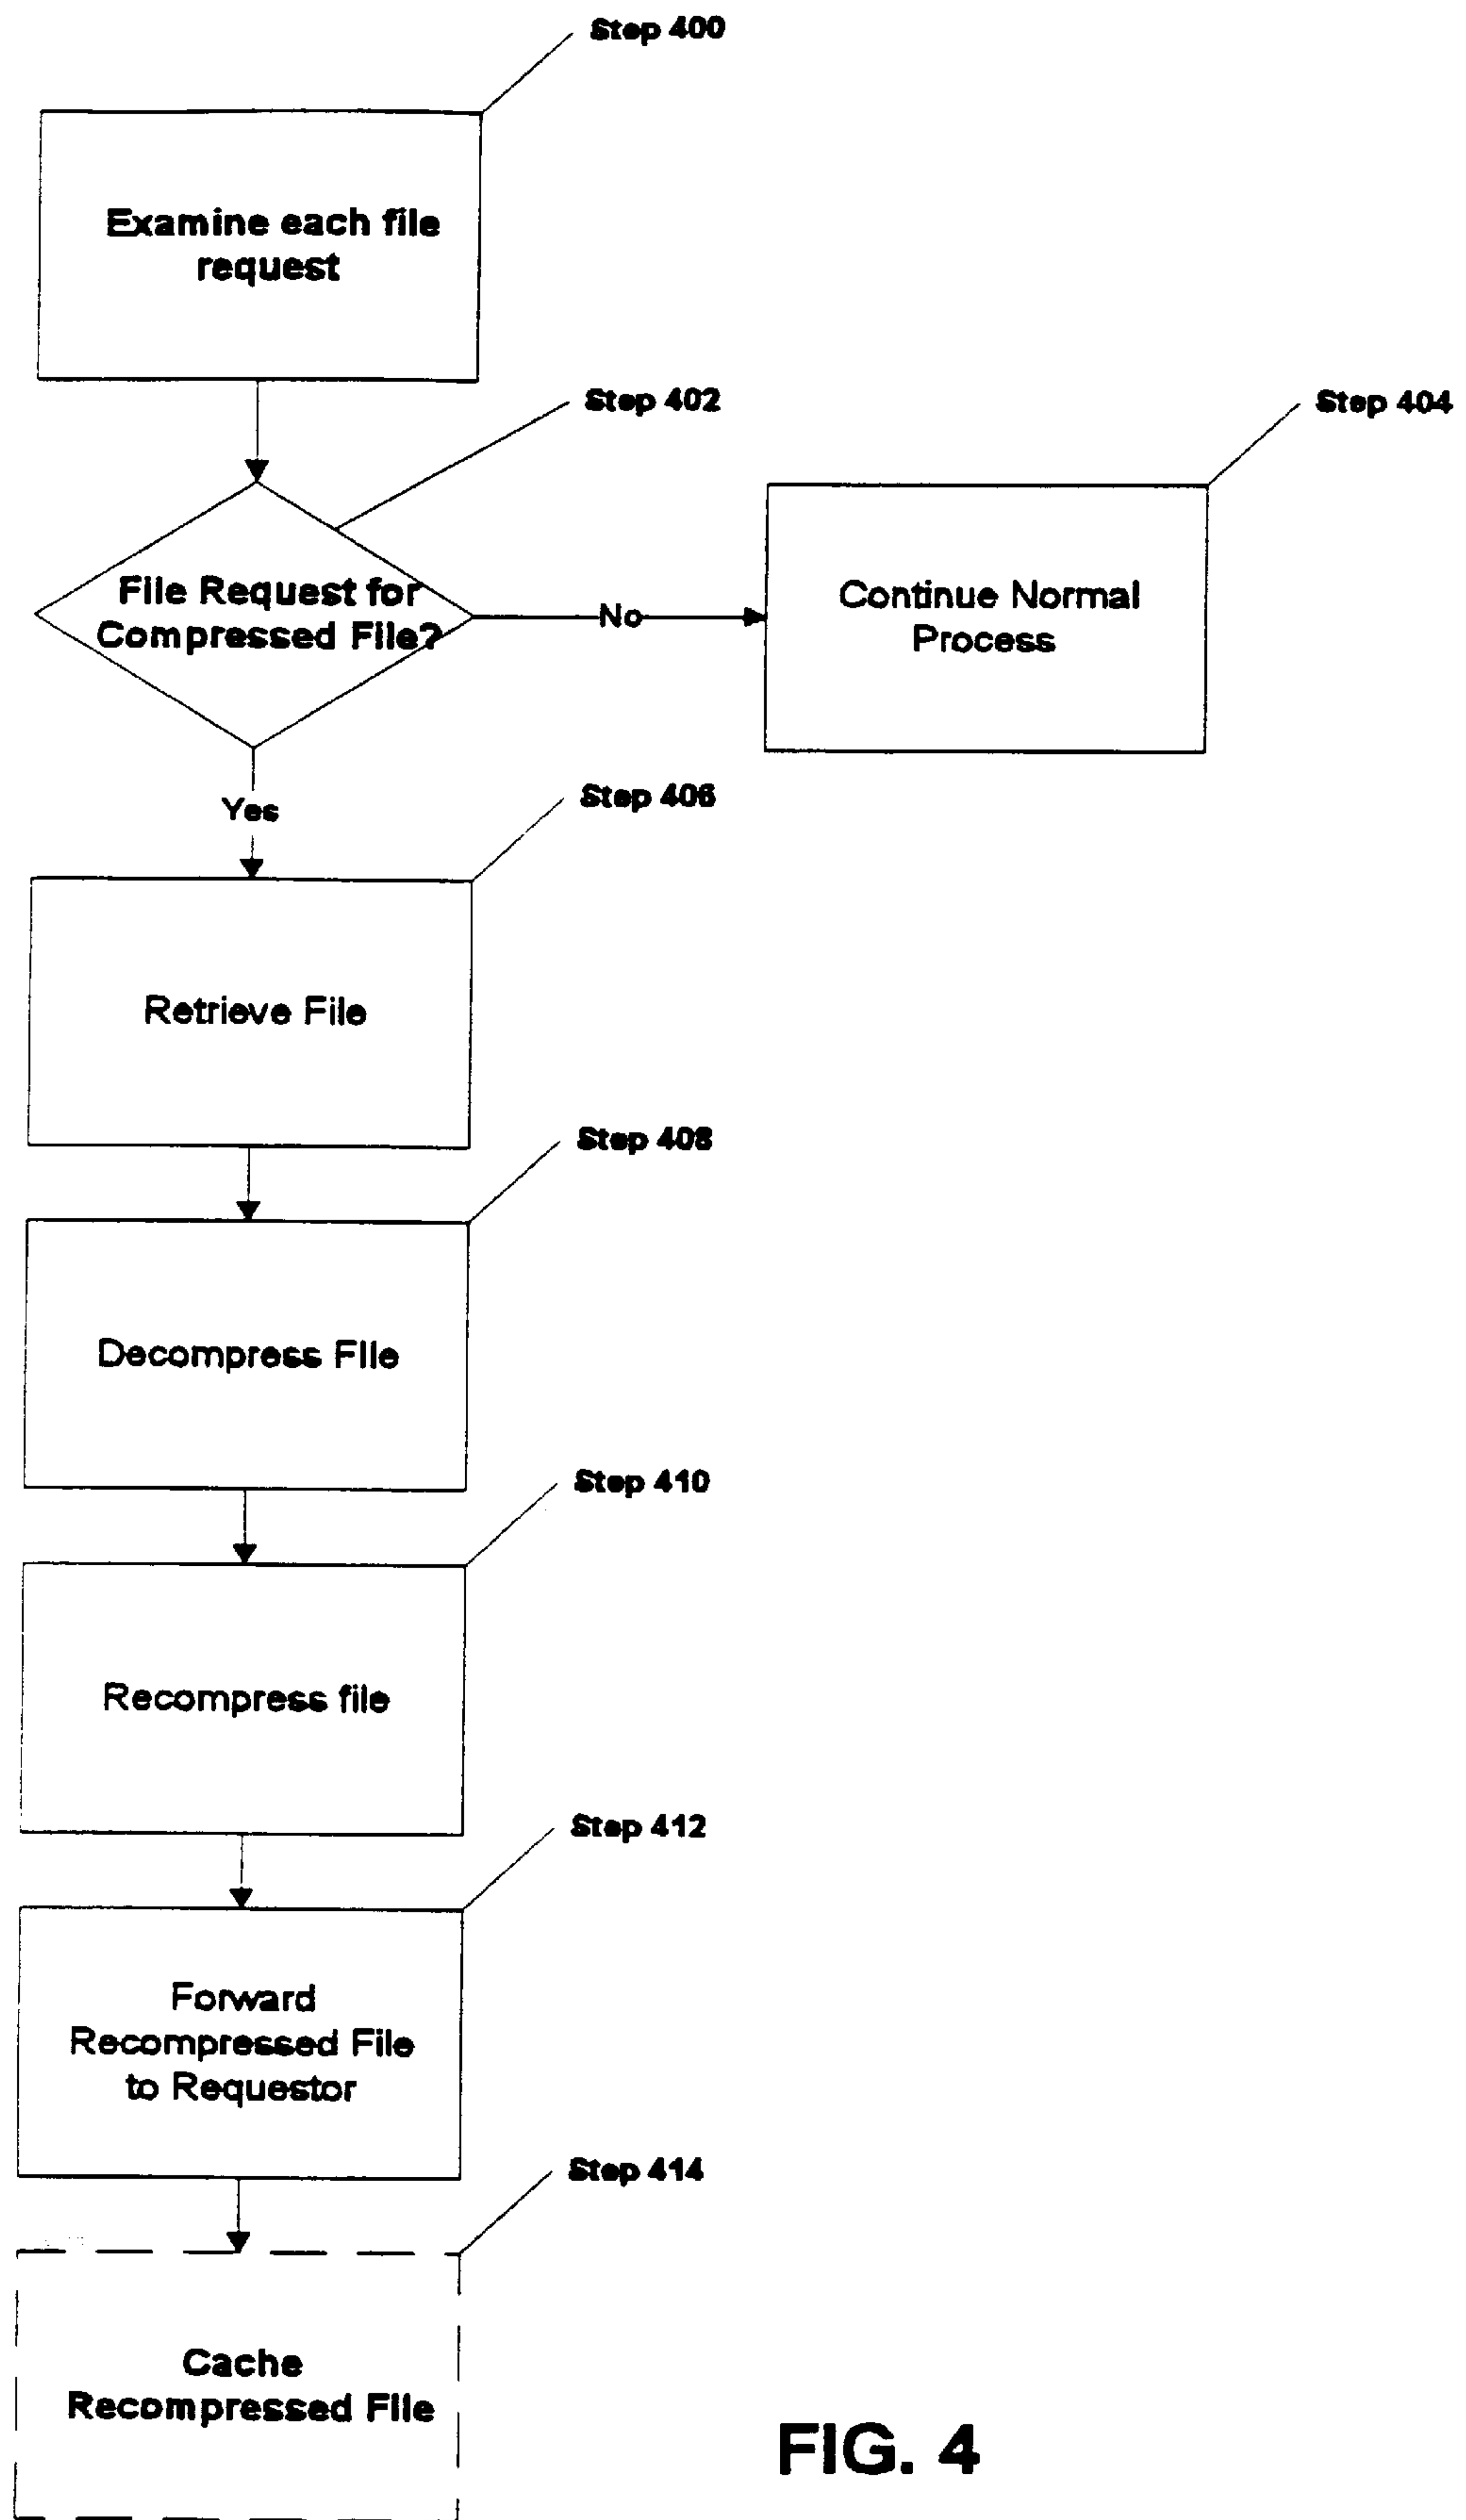 Step 400
Examine each file
request
Step 402
Step 404
File Request for
Compressed File?
No
Continue Normal
Process
Yes
Step 406
Retrieve File
Step 408
Decompress File
Step 410
Recompress file
Step 412
Forward
Recompressed File
to Requestor
Step 414
Cache
Recompressed File
FIG. 4